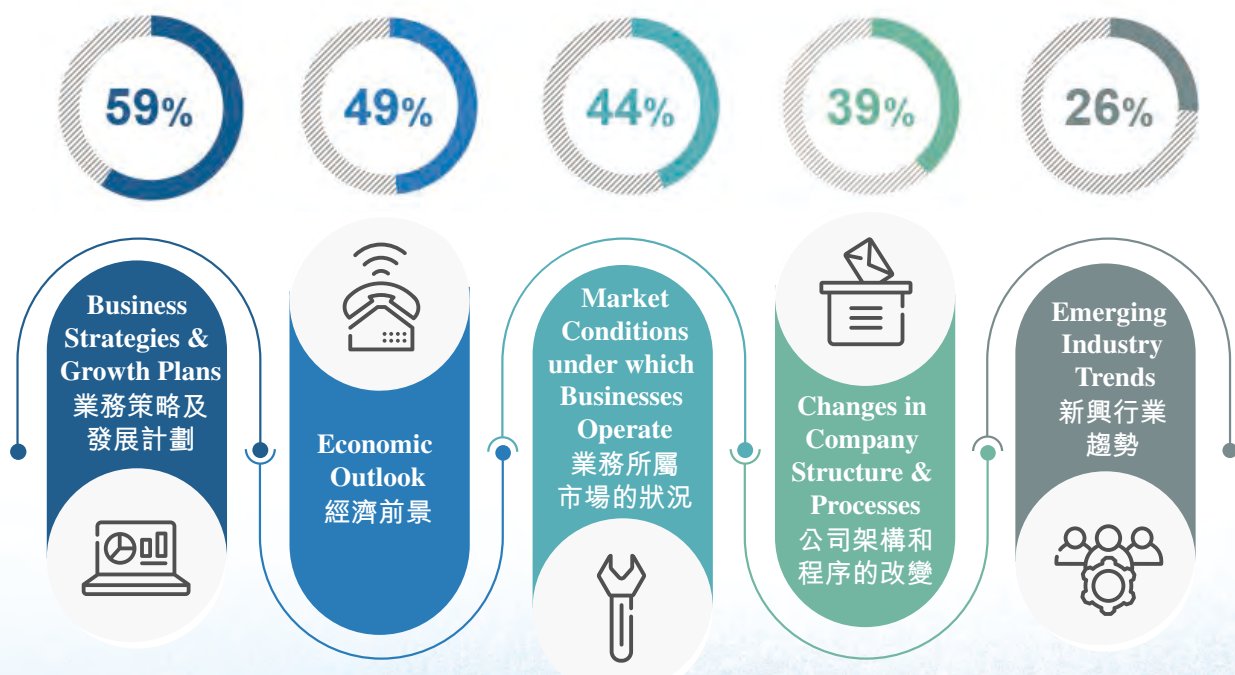 59%
49%
44%
39%
26%
Business
Strategies &
Growth Plans
業務策略及
發展計劃
Economic
Outlook
經濟前景
Market
Conditions
under which
Businesses
Operate
業務所屬
市場的狀況
Changes in
Company
Structure &
Processes
公司架構和
程序的改變
Emerging
Industry
Trends
新興行業
趨勢